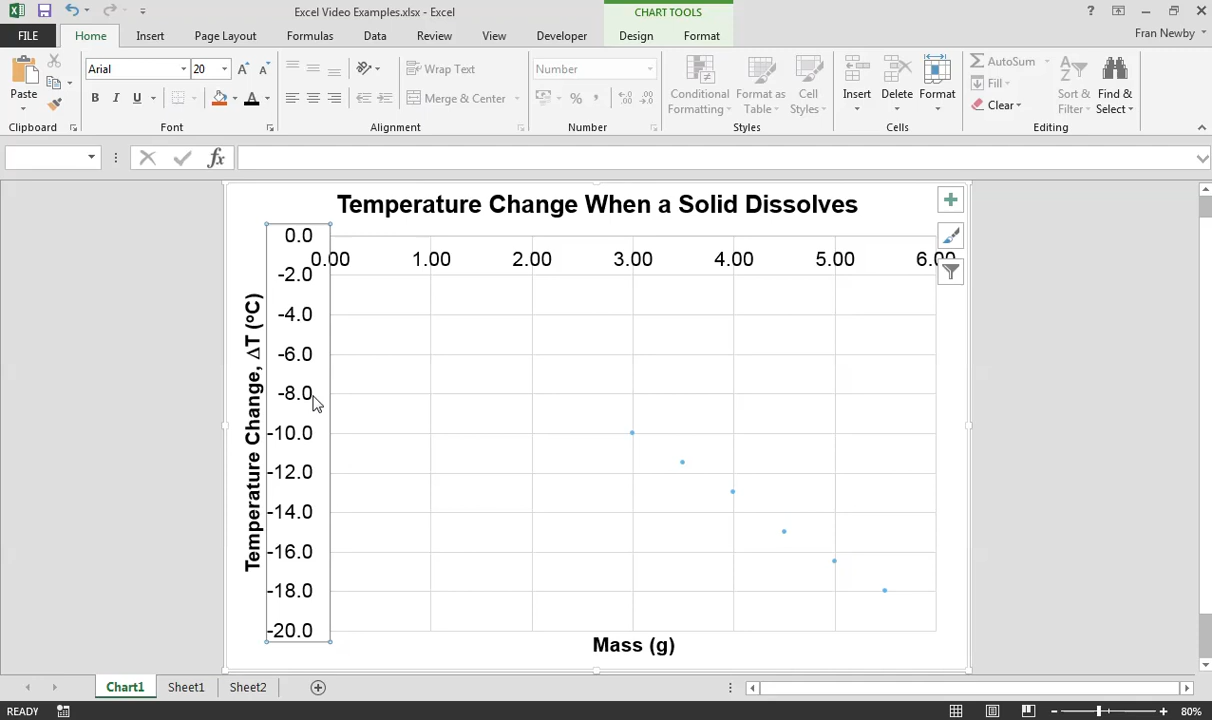 Excel Video Examples.xlsx - Excel
CHART TOOLS
?
FILE Home Insert Page Layout Formulas Data Review View Developer Design Format
Fran Newby
Paste
Arial 20 A A
B I U A
Wrap Text
Merge & Center
Number
% ,
Conditional Formatting
Format as Table
Cell Styles
Insert Delete Format
AutoSum
Fill
Clear
Sort & Filter
Find & Select
Clipboard Font Alignment Number Styles Cells Editing
fx
Temperature Change When a Solid Dissolves
0.0
0.00 1.00 2.00 3.00 4.00 5.00 6.00
-2.0
-4.0
-6.0
-8.0
-10.0
-12.0
-14.0
-16.0
-18.0
-20.0
Temperature Change, ΔT (ºC)
Mass (g)
Chart1 Sheet1 Sheet2
READY
80%